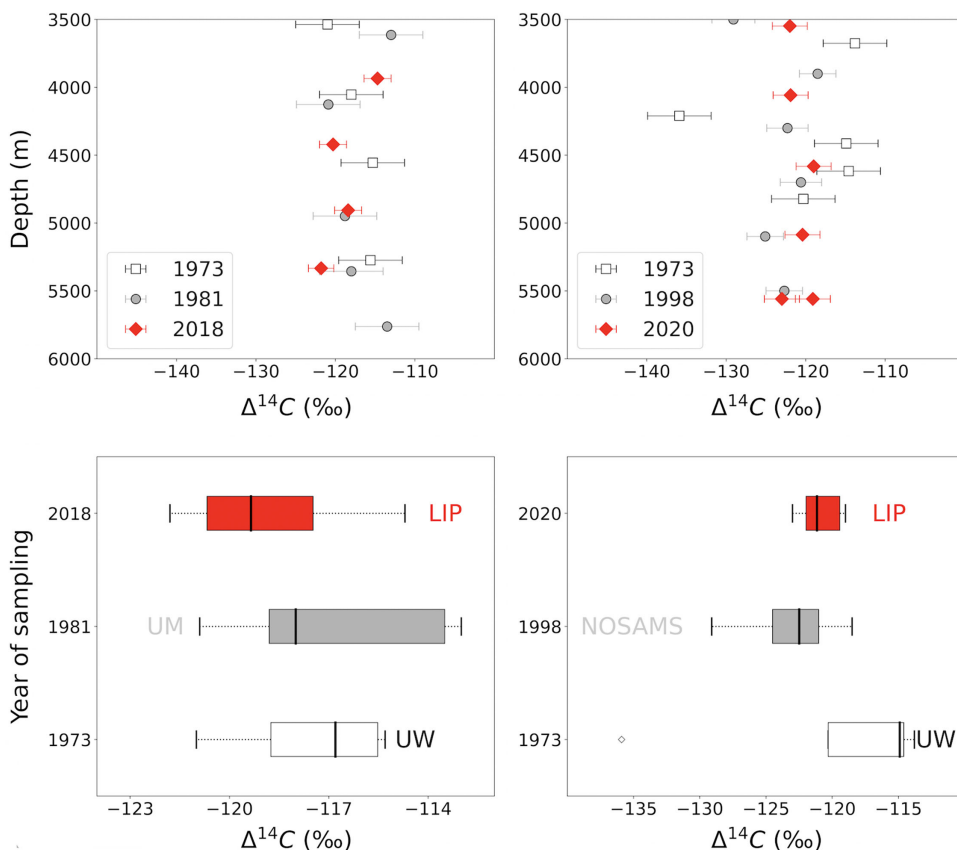 3500
4000
4500
5000
5500
6000
Depth (m)
1973
1981
2018
−140 −130 −120 −110
Δ¹⁴C (‰)
3500
4000
4500
5000
5500
6000
1973
1998
2020
−140 −130 −120 −110
Δ¹⁴C (‰)
Year of sampling
2018
LIP
1981
UM
1973
UW
−123 −120 −117 −114
Δ¹⁴C (‰)
2020
LIP
1998
NOSAMS
1973
UW
−135 −130 −125 −120 −115
Δ¹⁴C (‰)